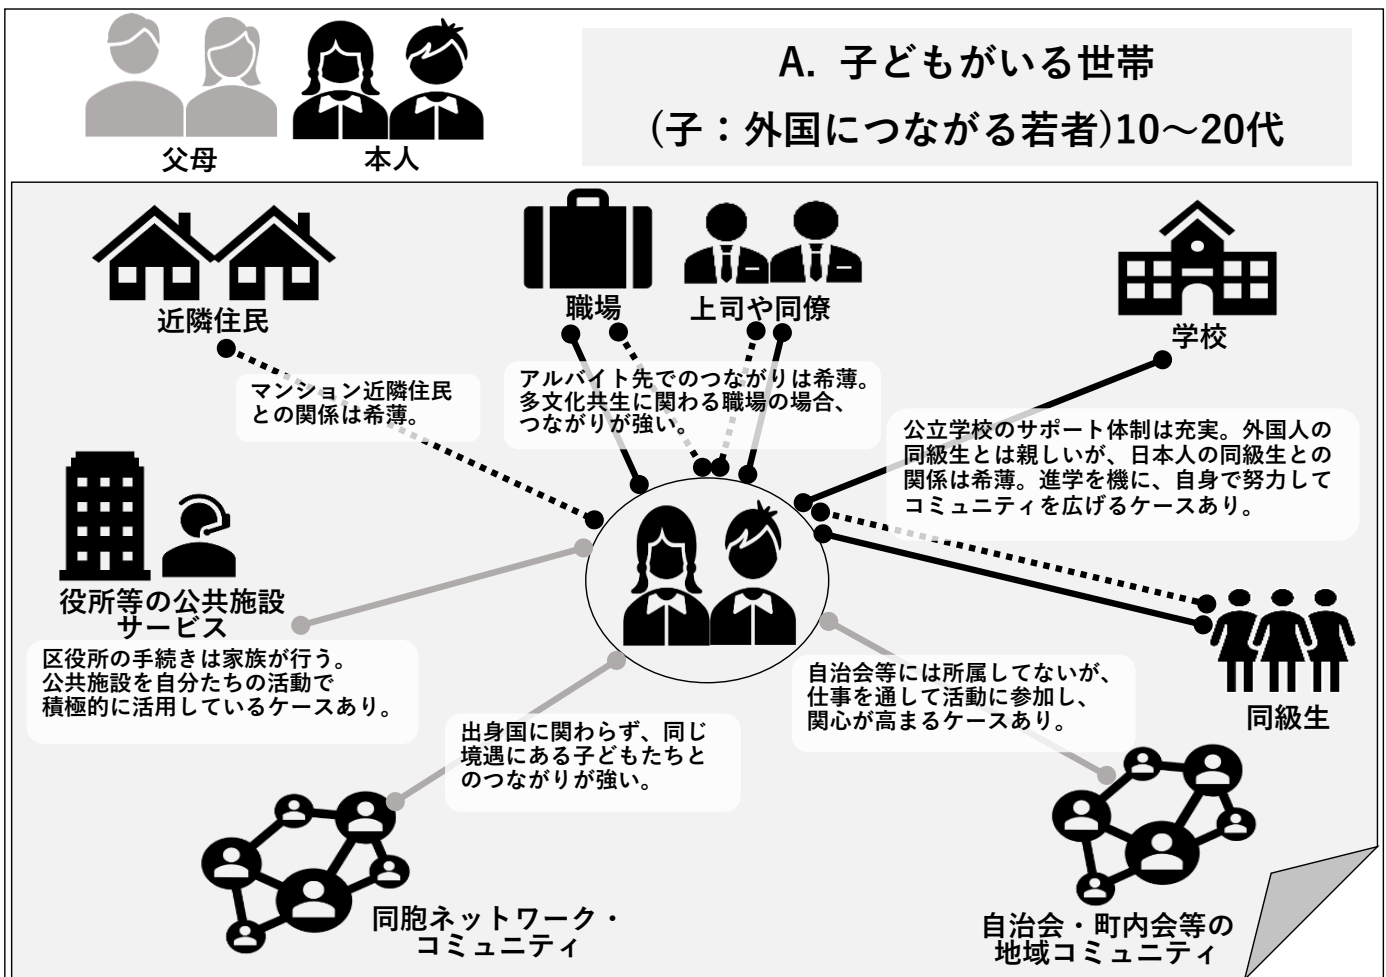 A. 子どもがいる世帯
(子：外国につながる若者)10～20代
父母
本人
近隣住民
職場
上司や同僚
学校
マンション近隣住民
との関係は希薄。
アルバイト先でのつながりは希薄。
多文化共生に関わる職場の場合、
つながりが強い。
公立学校のサポート体制は充実。外国人の
同級生とは親しいが、日本人の同級生との
関係は希薄。進学を機に、自身で努力して
コミュニティを広げるケースあり。
役所等の公共施設
サービス
区役所の手続きは家族が行う。
公共施設を自分たちの活動で
積極的に活用しているケースあり。
自治会等には所属してないが、
仕事を通して活動に参加し、
関心が高まるケースあり。
同級生
出身国に関わらず、同じ
境遇にある子どもたちと
のつながりが強い。
同胞ネットワーク・
コミュニティ
自治会・町内会等の
地域コミュニティ